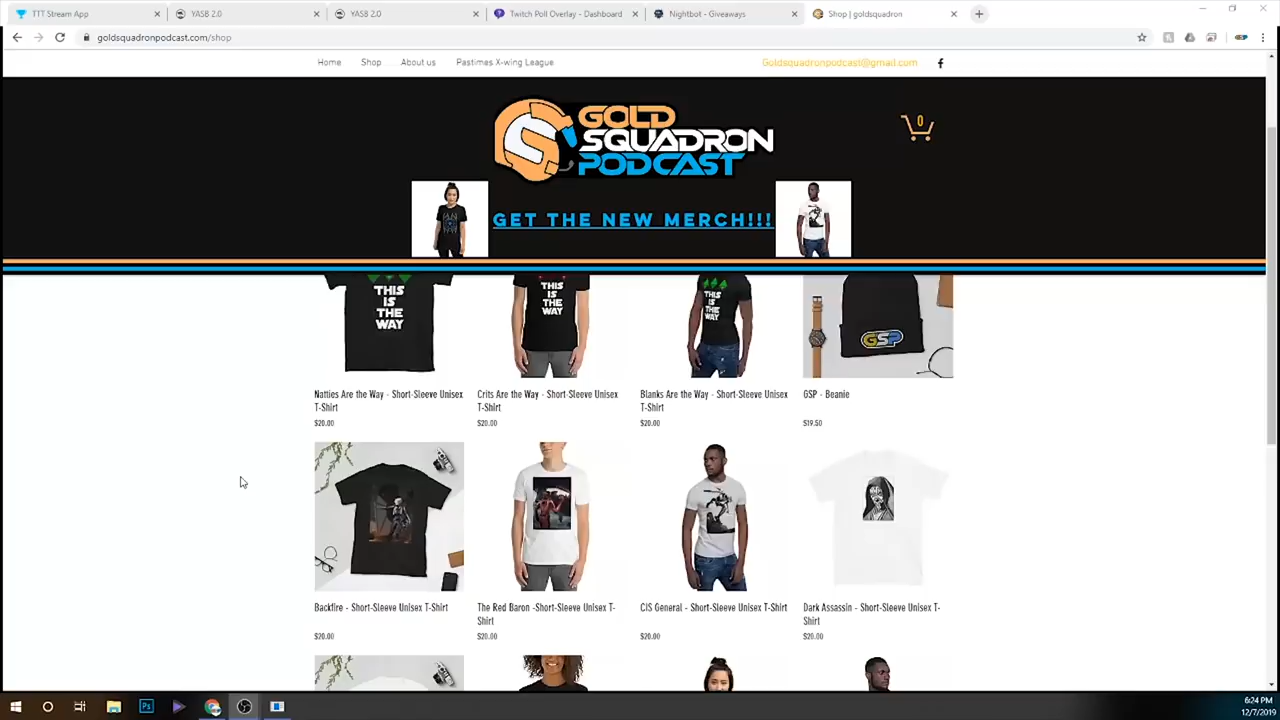 TTT Stream App
YASB 2.0
YASB 2.0
Twitch Poll Overlay - Dashboard
Nightbot - Giveaways
Shop | goldsquadron
goldsquadronpodcast.com/shop
Home
Shop
About us
Pastimes X-wing League
Goldsquadronpodcast@gmail.com
GOLD
SQUADRON
PODCAST
0
GET THE NEW MERCH!!!
THIS
IS
THE
WAY
THIS
IS
THE
WAY
THIS
IS
THE
WAY
GSP
Natties Are the Way - Short-Sleeve Unisex
T-Shirt
$20.00
Crits Are the Way - Short-Sleeve Unisex
T-Shirt
$20.00
Blanks Are the Way - Short-Sleeve Unisex
T-Shirt
$20.00
GSP - Beanie
$19.50
Backfire - Short-Sleeve Unisex T-Shirt
$20.00
The Red Baron -Short-Sleeve Unisex T-
Shirt
$20.00
CIS General - Short-Sleeve Unisex T-Shirt
$20.00
Dark Assassin - Short-Sleeve Unisex T-
Shirt
$20.00
Ps
6:24 PM
12/7/2019